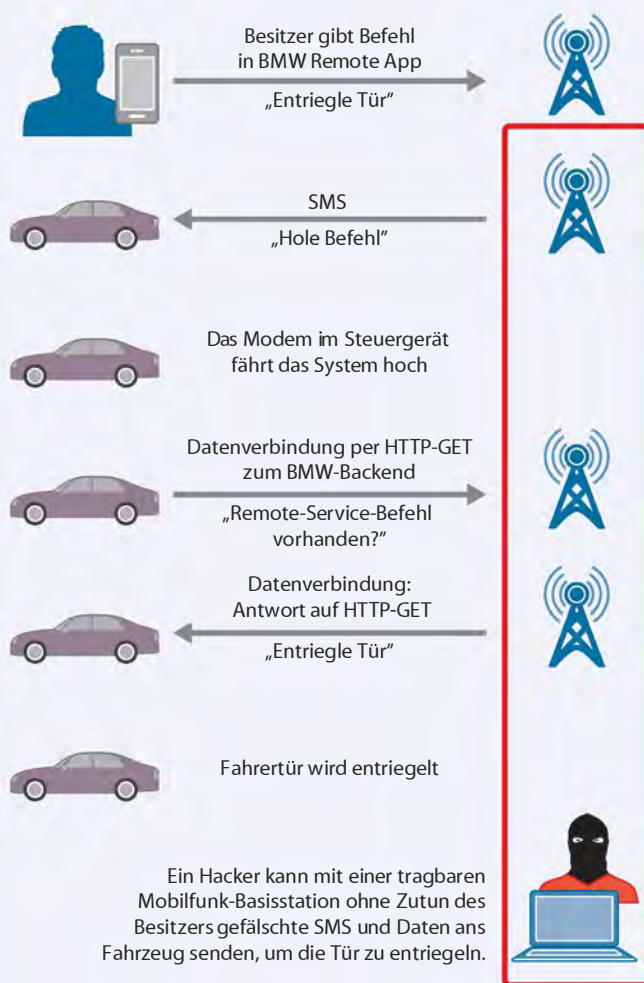 Besitzer gibt Befehl
in BMW Remote App
„Entriegle Tür“
SMS
„Hole Befehl“
Das Modem im Steuergerät
fährt das System hoch
Datenverbindung per HTTP-GET
zum BMW-Backend
„Remote-Service-Befehl
vorhanden?“
Datenverbindung:
Antwort auf HTTP-GET
„Entriegle Tür“
Fahrertür wird entriegelt
Ein Hacker kann mit einer tragbaren
Mobilfunk-Basisstation ohne Zutun des
Besitzers gefälschte SMS und Daten ans
Fahrzeug senden, um die Tür zu entriegeln.